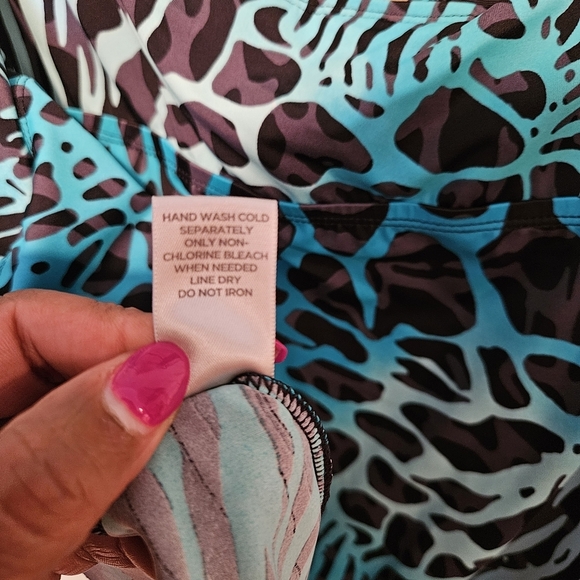 HAND WASH COLD
SEPARATELY
ONLY NON-
CHLORINE BLEACH
WHEN NEEDED
LINE DRY
DO NOT IRON